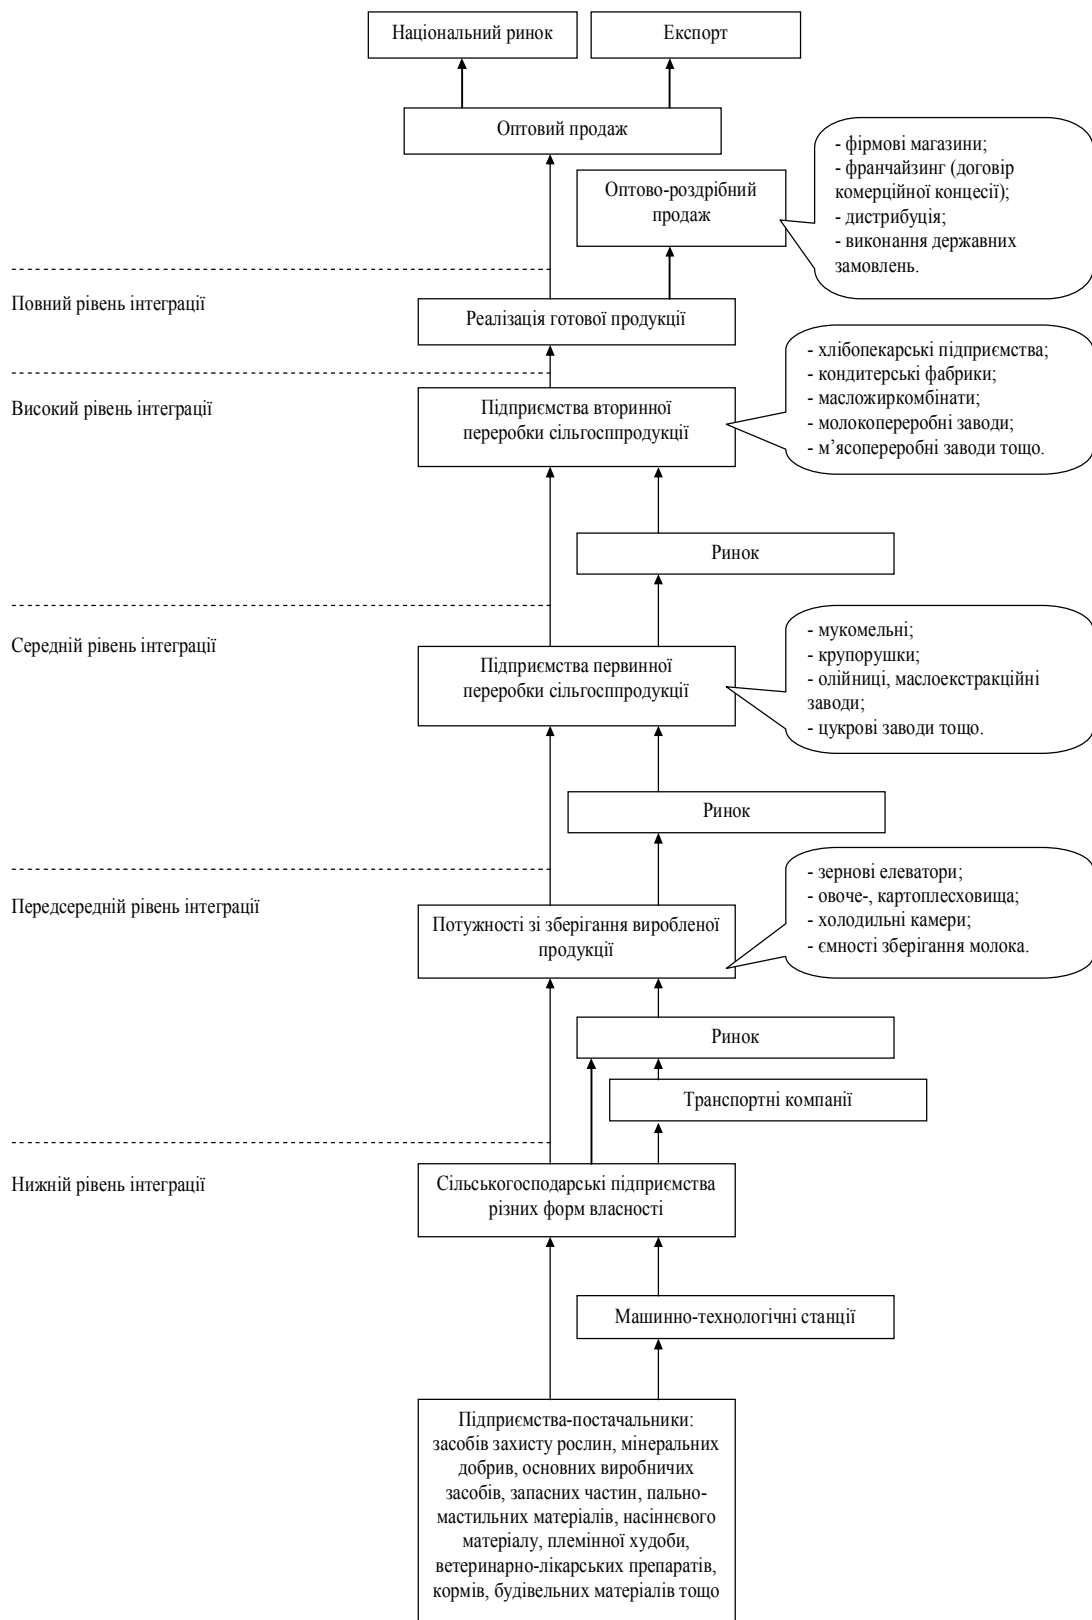 Національний ринок
Експорт
Оптовий продаж
- фірмові магазини;
- франчайзинг (договір
комерційної концесії);
- дистрибуція;
- виконання державних
замовлень.
Оптово-роздрібний
продаж
Повний рівень інтеграції
Реалізація готової продукції
- хлібопекарські підприємства;
- кондитерські фабрики;
- масложиркомбінати;
- молокопереробні заводи;
- м’ясопереробні заводи тощо.
Високий рівень інтеграції
Підприємства вторинної
переробки сільгосппродукції
Ринок
Середній рівень інтеграції
- мукомельні;
- крупорушки;
- олійниці, маслоекстракційні
заводи;
- цукрові заводи тощо.
Підприємства первинної
переробки сільгосппродукції
Ринок
- зернові елеватори;
- овоче-, картоплесховища;
- холодильні камери;
- ємності зберігання молока.
Передсередній рівень інтеграції
Потужності зі зберігання виробленої
продукції
Ринок
Транспортні компанії
Нижній рівень інтеграції
Сільськогосподарські підприємства
різних форм власності
Машинно-технологічні станції
Підприємства-постачальники:
засобів захисту рослин, мінеральних
добрив, основних виробничих
засобів, запасних частин, пально-
мастильних матеріалів, насіннєвого
матеріалу, племінної худоби,
ветеринарно-лікарських препаратів,
кормів, будівельних матеріалів тощо